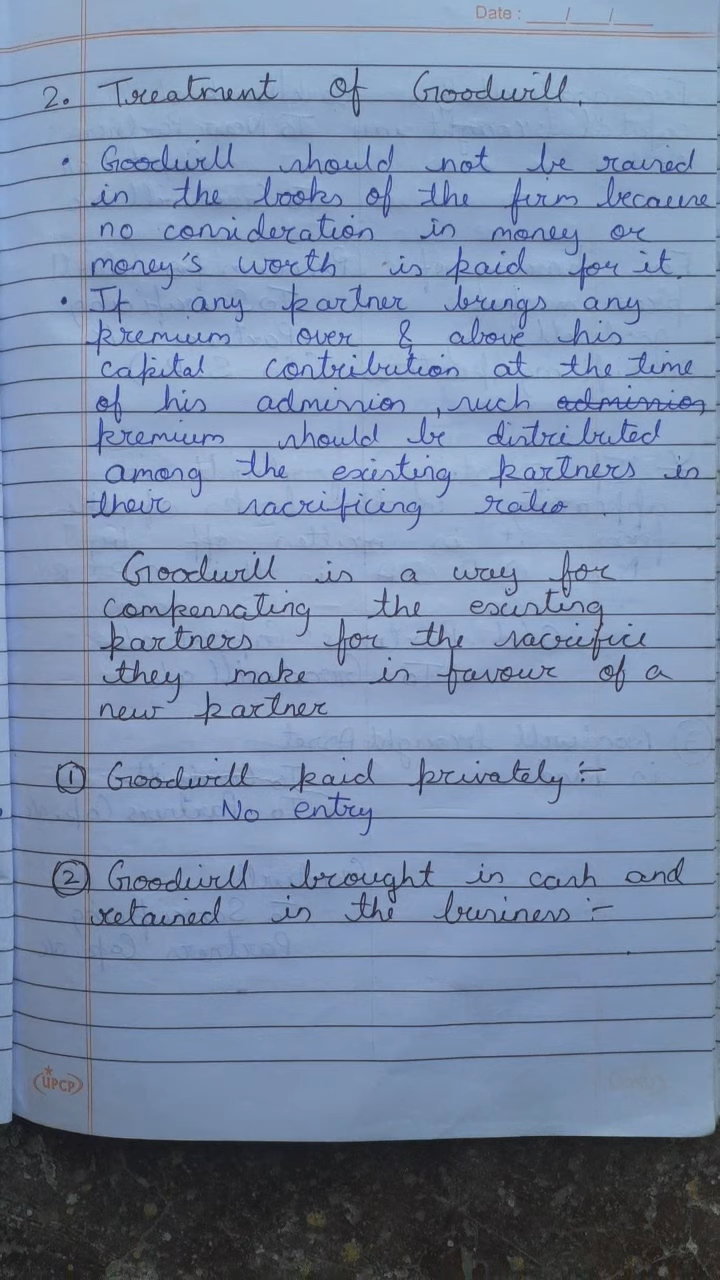 Date : ___/___/___
2. Treatment of Goodwill.
• Goodwill should not be raised
in the books of the firm because
no consideration in money or
money's worth is paid for it.
• If any partner brings any
premium over & above his
capital contribution at the time
of his admission, such admission
premium should be distributed
among the existing partners in
their sacrificing ratio.
Goodwill is a way for
compensating the existing
partners for the sacrifice
they make in favour of a
new partner
① Goodwill paid privately :-
No entry
② Goodwill brought in cash and
retained in the business :-
UPCP